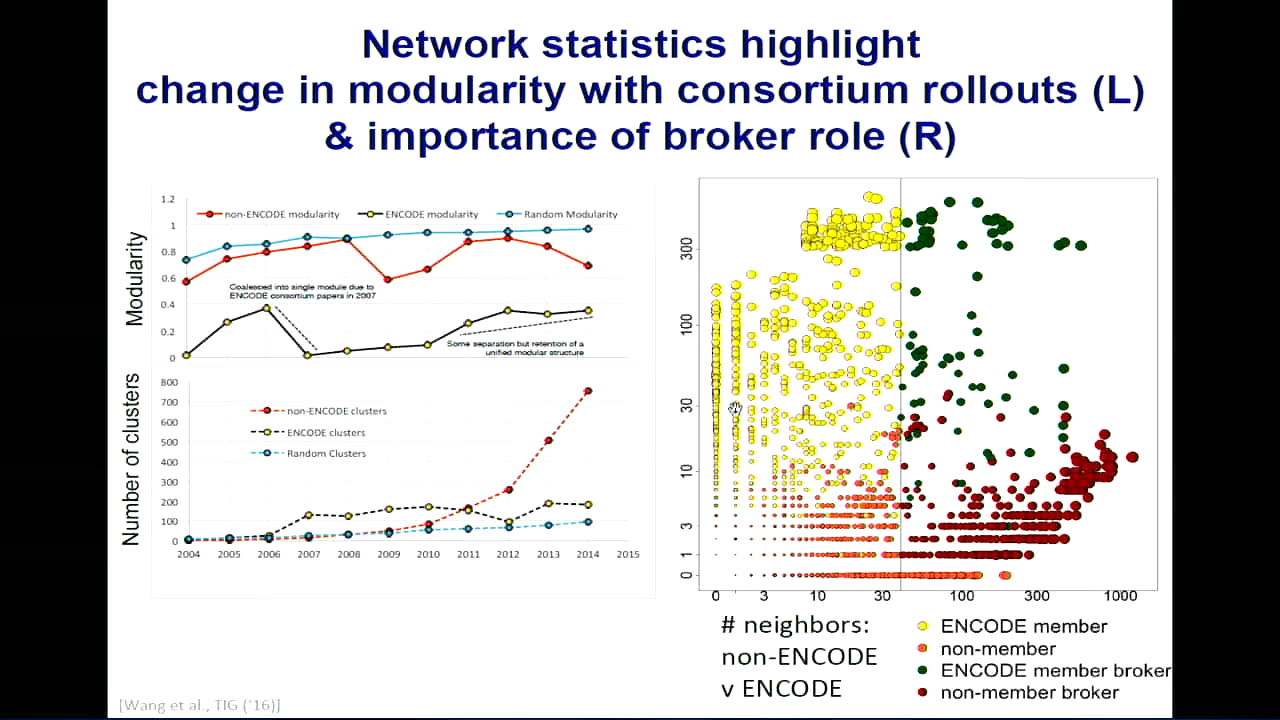 Network statistics highlight
change in modularity with consortium rollouts (L)
& importance of broker role (R)
Modularity
1.2
1
0.8
0.6
0.4
0.2
0
non-ENCODE modularity
ENCODE modularity
Random Modularity
Coalesced into single module due to
ENCODE consortium papers in 2007
Some separation but retention of a
unified modular structure
Number of clusters
800
700
600
500
400
300
200
100
0
non-ENCODE clusters
ENCODE clusters
Random Clusters
2004 2005 2006 2007 2008 2009 2010 2011 2012 2013 2014 2015
300
100
30
10
3
1
0
0 3 10 30 100 300 1000
# neighbors:
non-ENCODE
v ENCODE
ENCODE member
non-member
ENCODE member broker
non-member broker
[Wang et al., TIG ('16)]